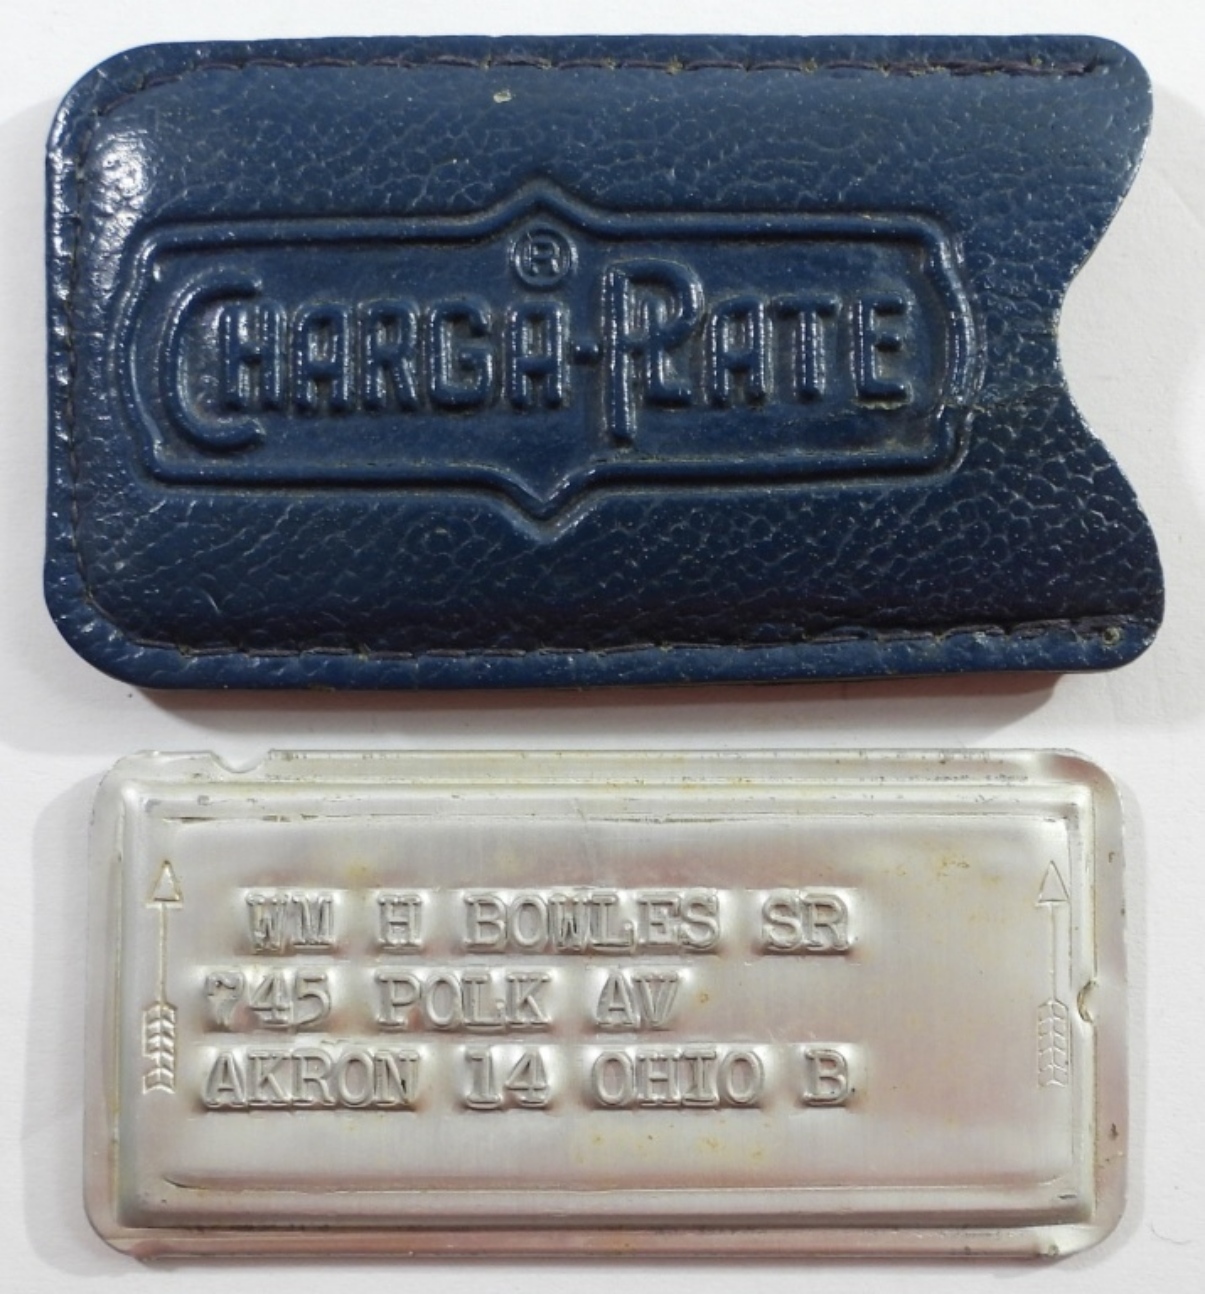 CHARGA-PLATE
®
WM H BOWLES SR
745 POLK AV
AKRON 14 OHIO B